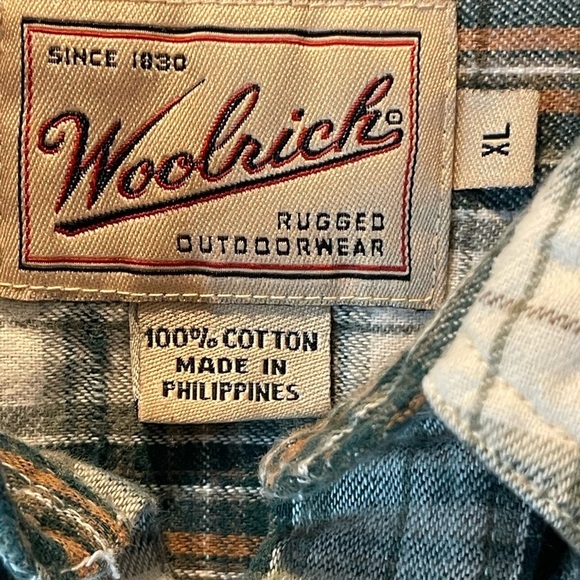 SINCE 1830
Woolrich®
RUGGED
OUTDOORWEAR
XL
100% COTTON
MADE IN
PHILIPPINES